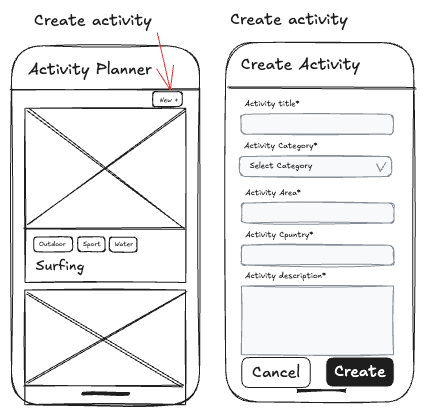 Create activity
Activity Planner
New +
Outdoor
Sport
Water
Surfing
Create activity
Create Activity
Activity title*
Activity Category*
Select Category
Activity Area*
Activity Cpuntry*
Activity description*
Cancel
Create